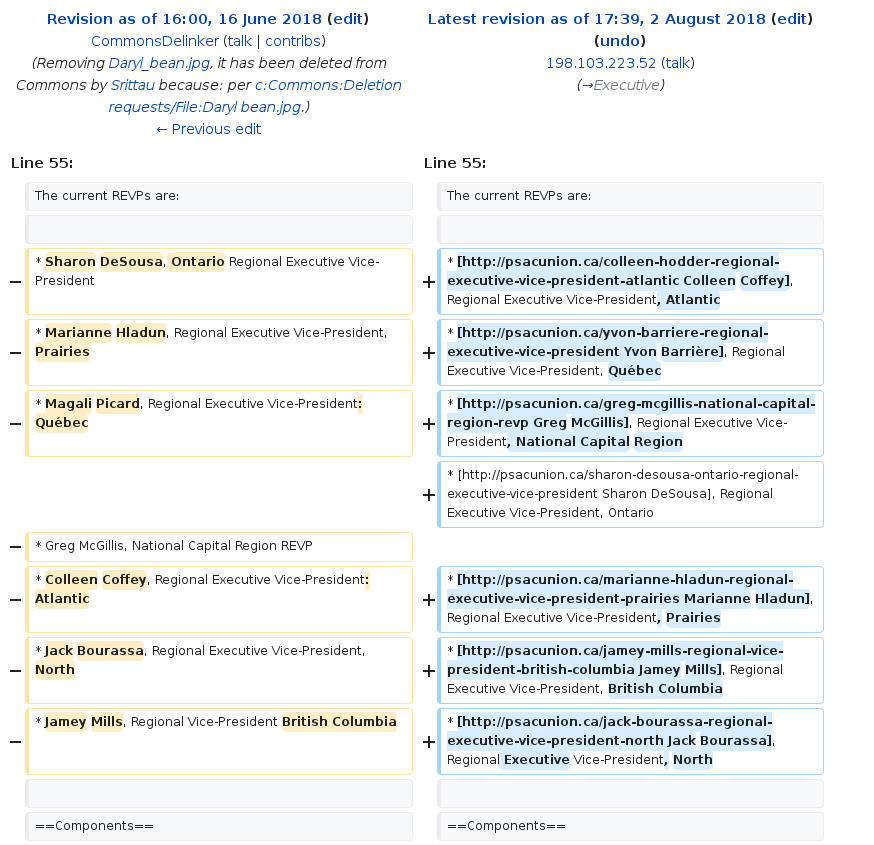 Revision as of 16:00, 16 June 2018 (edit)
CommonsDelinker (talk | contribs)
(Removing Daryl_bean.jpg, it has been deleted from
Commons by Srittau because: per c:Commons:Deletion
requests/File:Daryl bean.jpg.)
← Previous edit
Latest revision as of 17:39, 2 August 2018 (edit)
(undo)
198.103.223.52 (talk)
(→Executive)
Line 55:
Line 55:
The current REVPs are:
The current REVPs are:
− * Sharon DeSousa, Ontario Regional Executive Vice-
President
+ * [http://psacunion.ca/colleen-hodder-regional-
executive-vice-president-atlantic Colleen Coffey],
Regional Executive Vice-President, Atlantic
− * Marianne Hladun, Regional Executive Vice-President,
Prairies
+ * [http://psacunion.ca/yvon-barriere-regional-
executive-vice-president Yvon Barrière], Regional
Executive Vice-President, Québec
− * Magali Picard, Regional Executive Vice-President:
Québec
+ * [http://psacunion.ca/greg-mcgillis-national-capital-
region-revp Greg McGillis], Regional Executive Vice-
President, National Capital Region
+ * [http://psacunion.ca/sharon-desousa-ontario-regional-
executive-vice-president Sharon DeSousa], Regional
Executive Vice-President, Ontario
− * Greg McGillis, National Capital Region REVP
− * Colleen Coffey, Regional Executive Vice-President:
Atlantic
+ * [http://psacunion.ca/marianne-hladun-regional-
executive-vice-president-prairies Marianne Hladun],
Regional Executive Vice-President, Prairies
− * Jack Bourassa, Regional Executive Vice-President,
North
+ * [http://psacunion.ca/jamey-mills-regional-vice-
president-british-columbia Jamey Mills], Regional
Executive Vice-President, British Columbia
− * Jamey Mills, Regional Vice-President British Columbia
+ * [http://psacunion.ca/jack-bourassa-regional-
executive-vice-president-north Jack Bourassa],
Regional Executive Vice-President, North
==Components==
==Components==